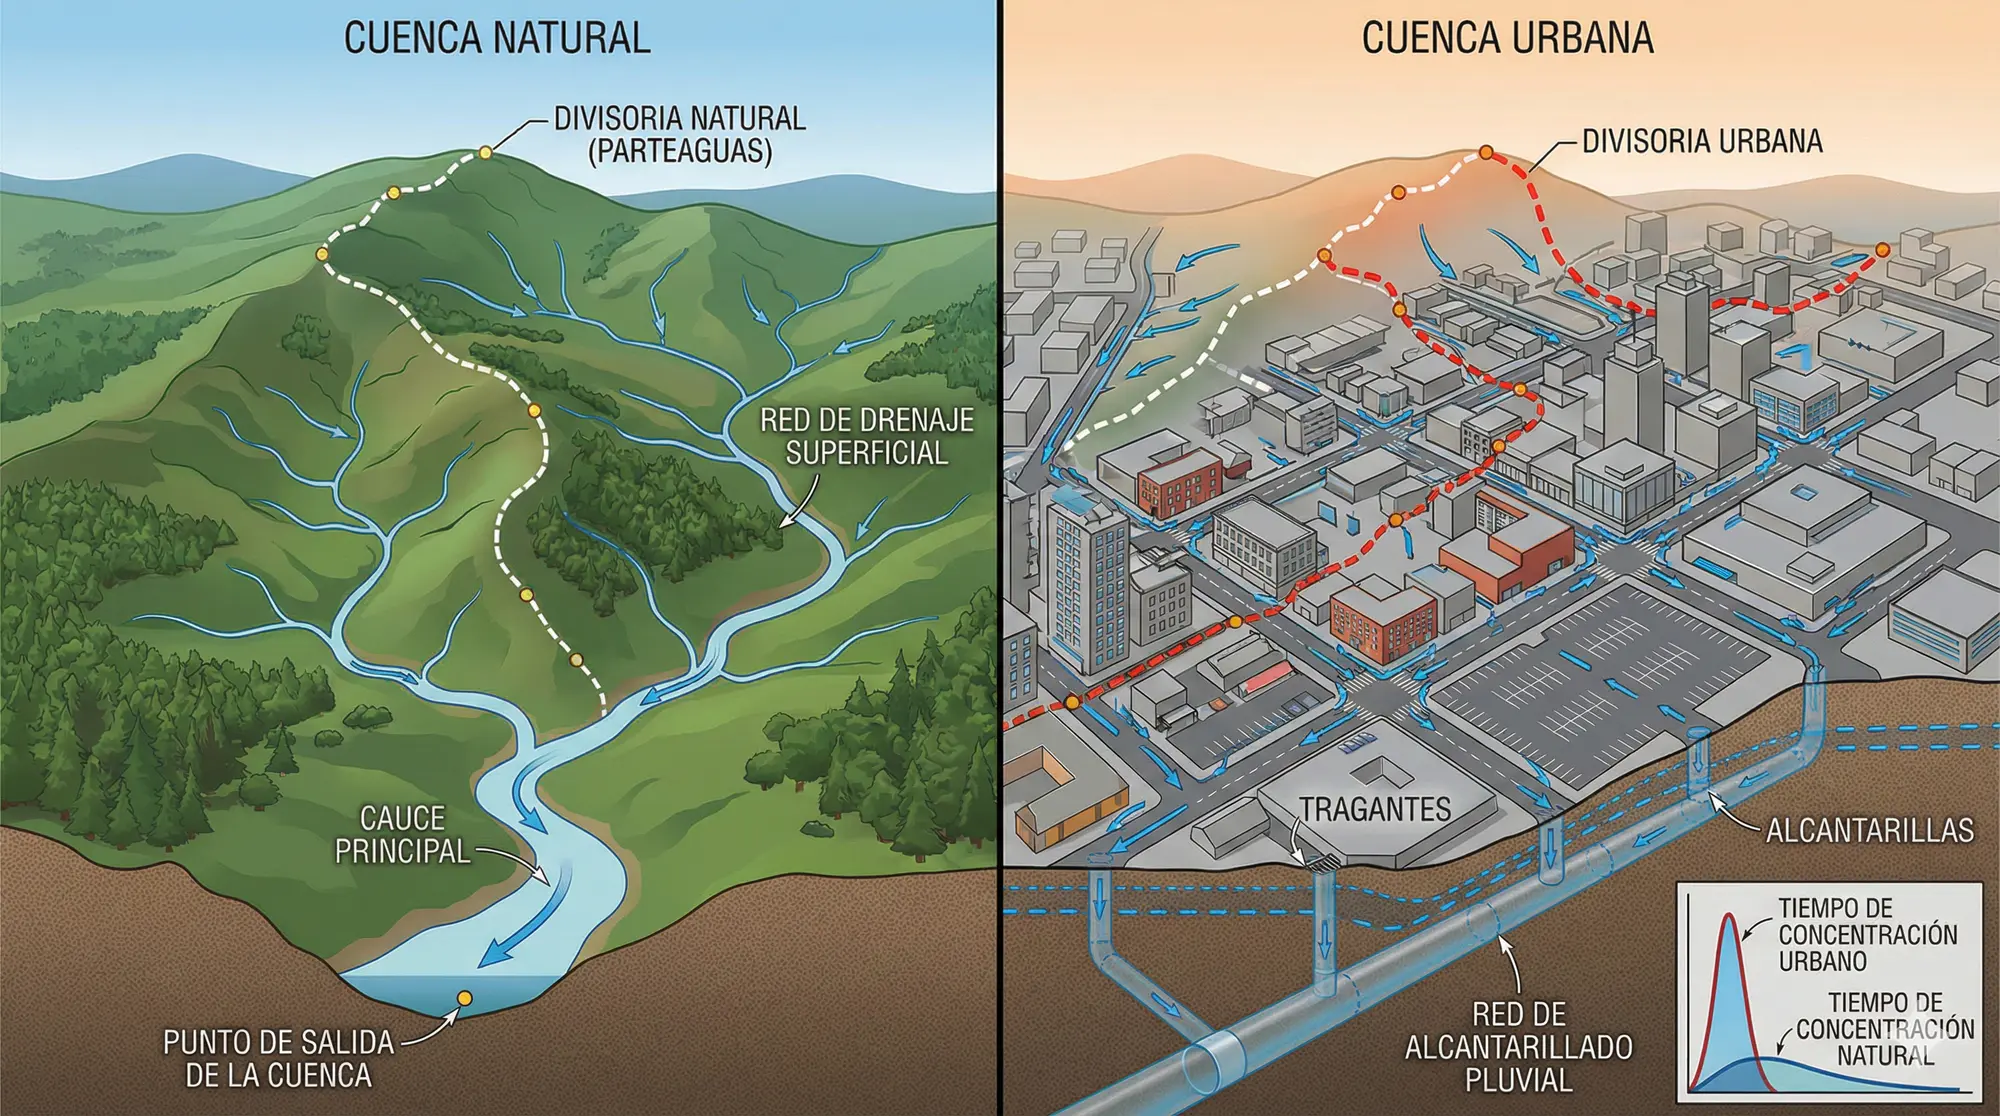 CUENCA NATURAL
DIVISORIA NATURAL
(PARTEAGUAS)
RED DE DRENAJE
SUPERFICIAL
CAUCE
PRINCIPAL
PUNTO DE SALIDA
DE LA CUENCA
CUENCA URBANA
DIVISORIA URBANA
TRAGANTES
ALCANTARILLAS
RED DE
ALCANTARILLADO
PLUVIAL
TIEMPO DE
CONCENTRACIÓN
URBANO
TIEMPO DE
CONCENTRACIÓN
NATURAL